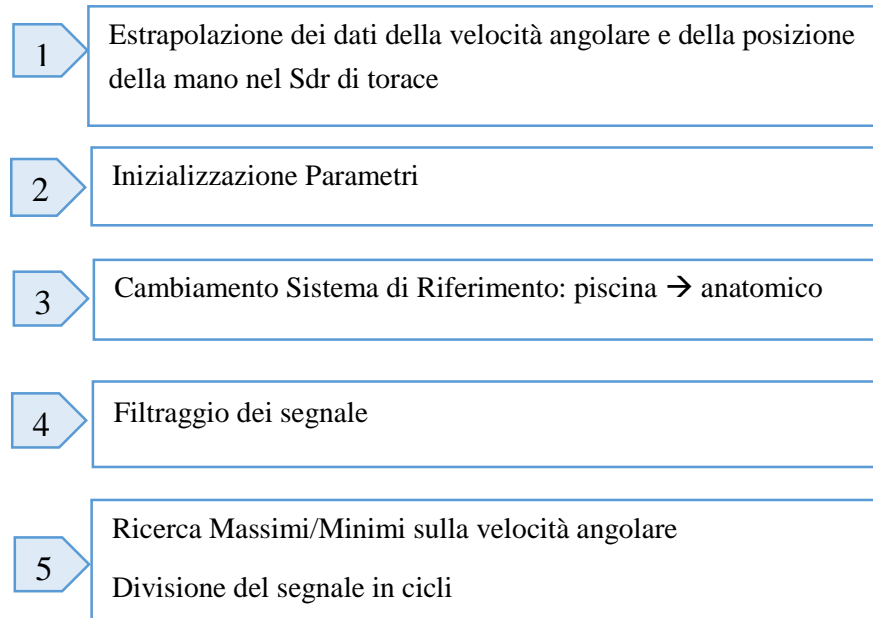 1
Estrapolazione dei dati della velocità angolare e della posizione
della mano nel Sdr di torace
2
Inizializzazione Parametri
3
Cambiamento Sistema di Riferimento: piscina → anatomico
4
Filtraggio dei segnale
5
Ricerca Massimi/Minimi sulla velocità angolare
Divisione del segnale in cicli